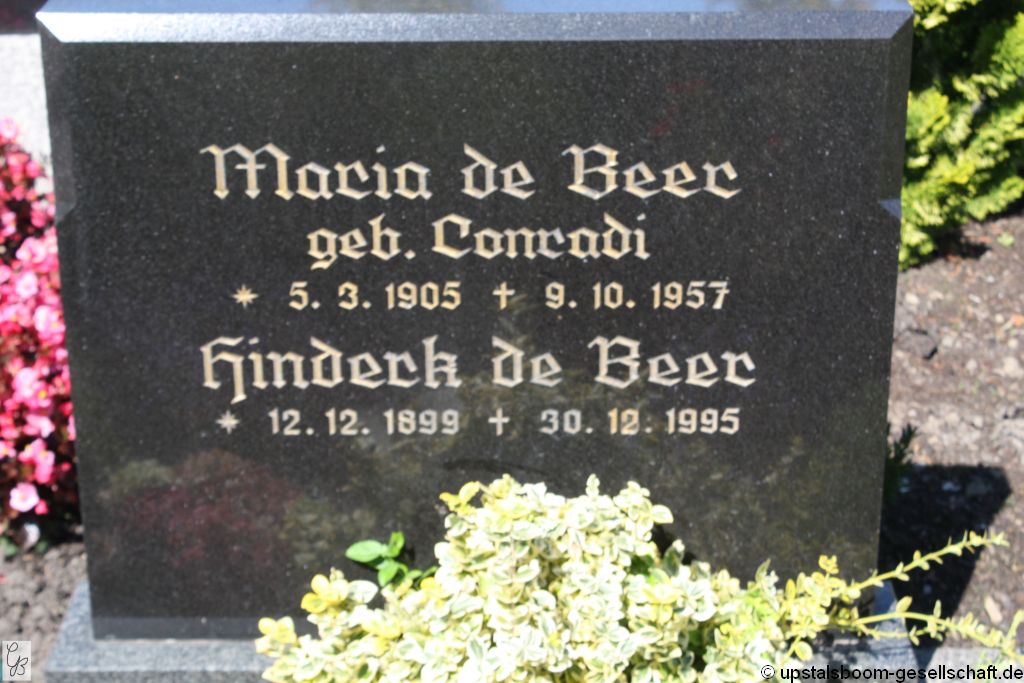 Maria de Beer
geb. Conradi
* 5. 3. 1905 † 9. 10. 1957
Hinderk de Beer
* 12. 12. 1899 † 30. 12. 1995
GB
© upstalsboom-gesellschaft.de